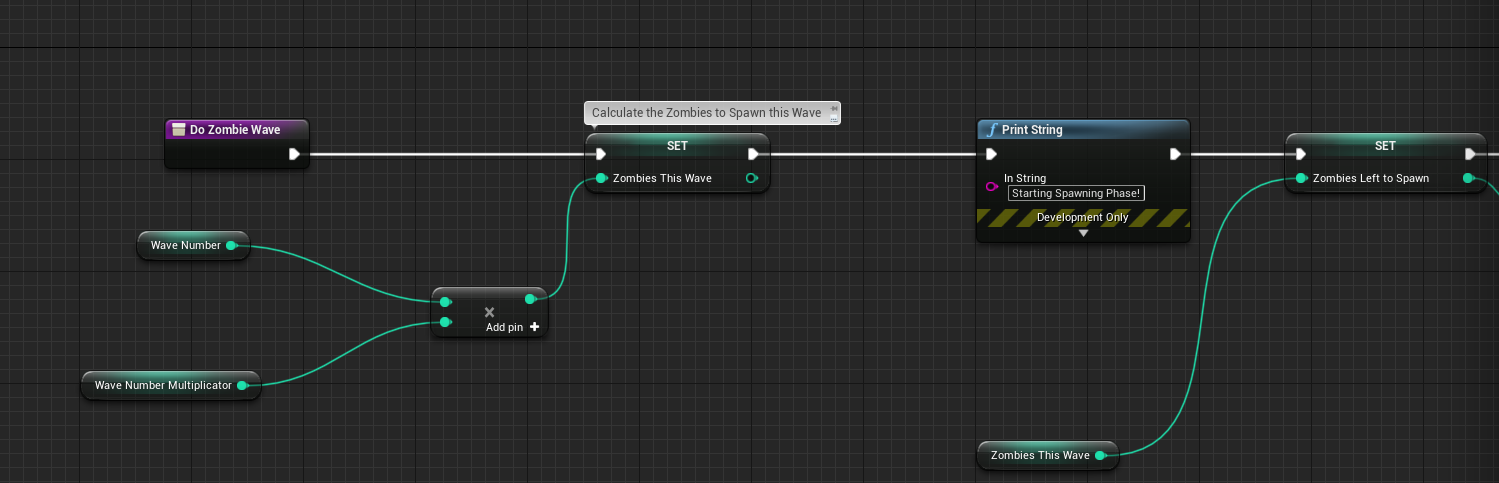 Calculate the Zombies to Spawn this Wave
Do Zombie Wave
SET
Zombies This Wave
Print String
In String
Starting Spawning Phase!
Development Only
SET
Zombies Left to Spawn
Wave Number
Add pin
Wave Number Multiplicator
Zombies This Wave